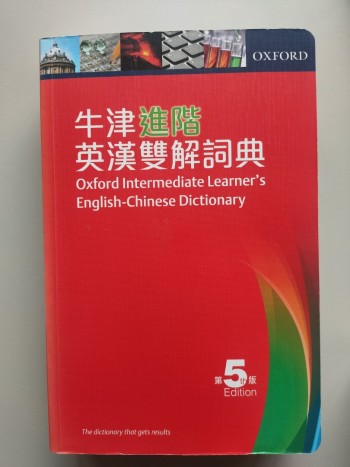 OXFORD
牛津進階
英漢雙解詞典
Oxford Intermediate Learner's
English-Chinese Dictionary
第5版
Edition
The dictionary that gets results